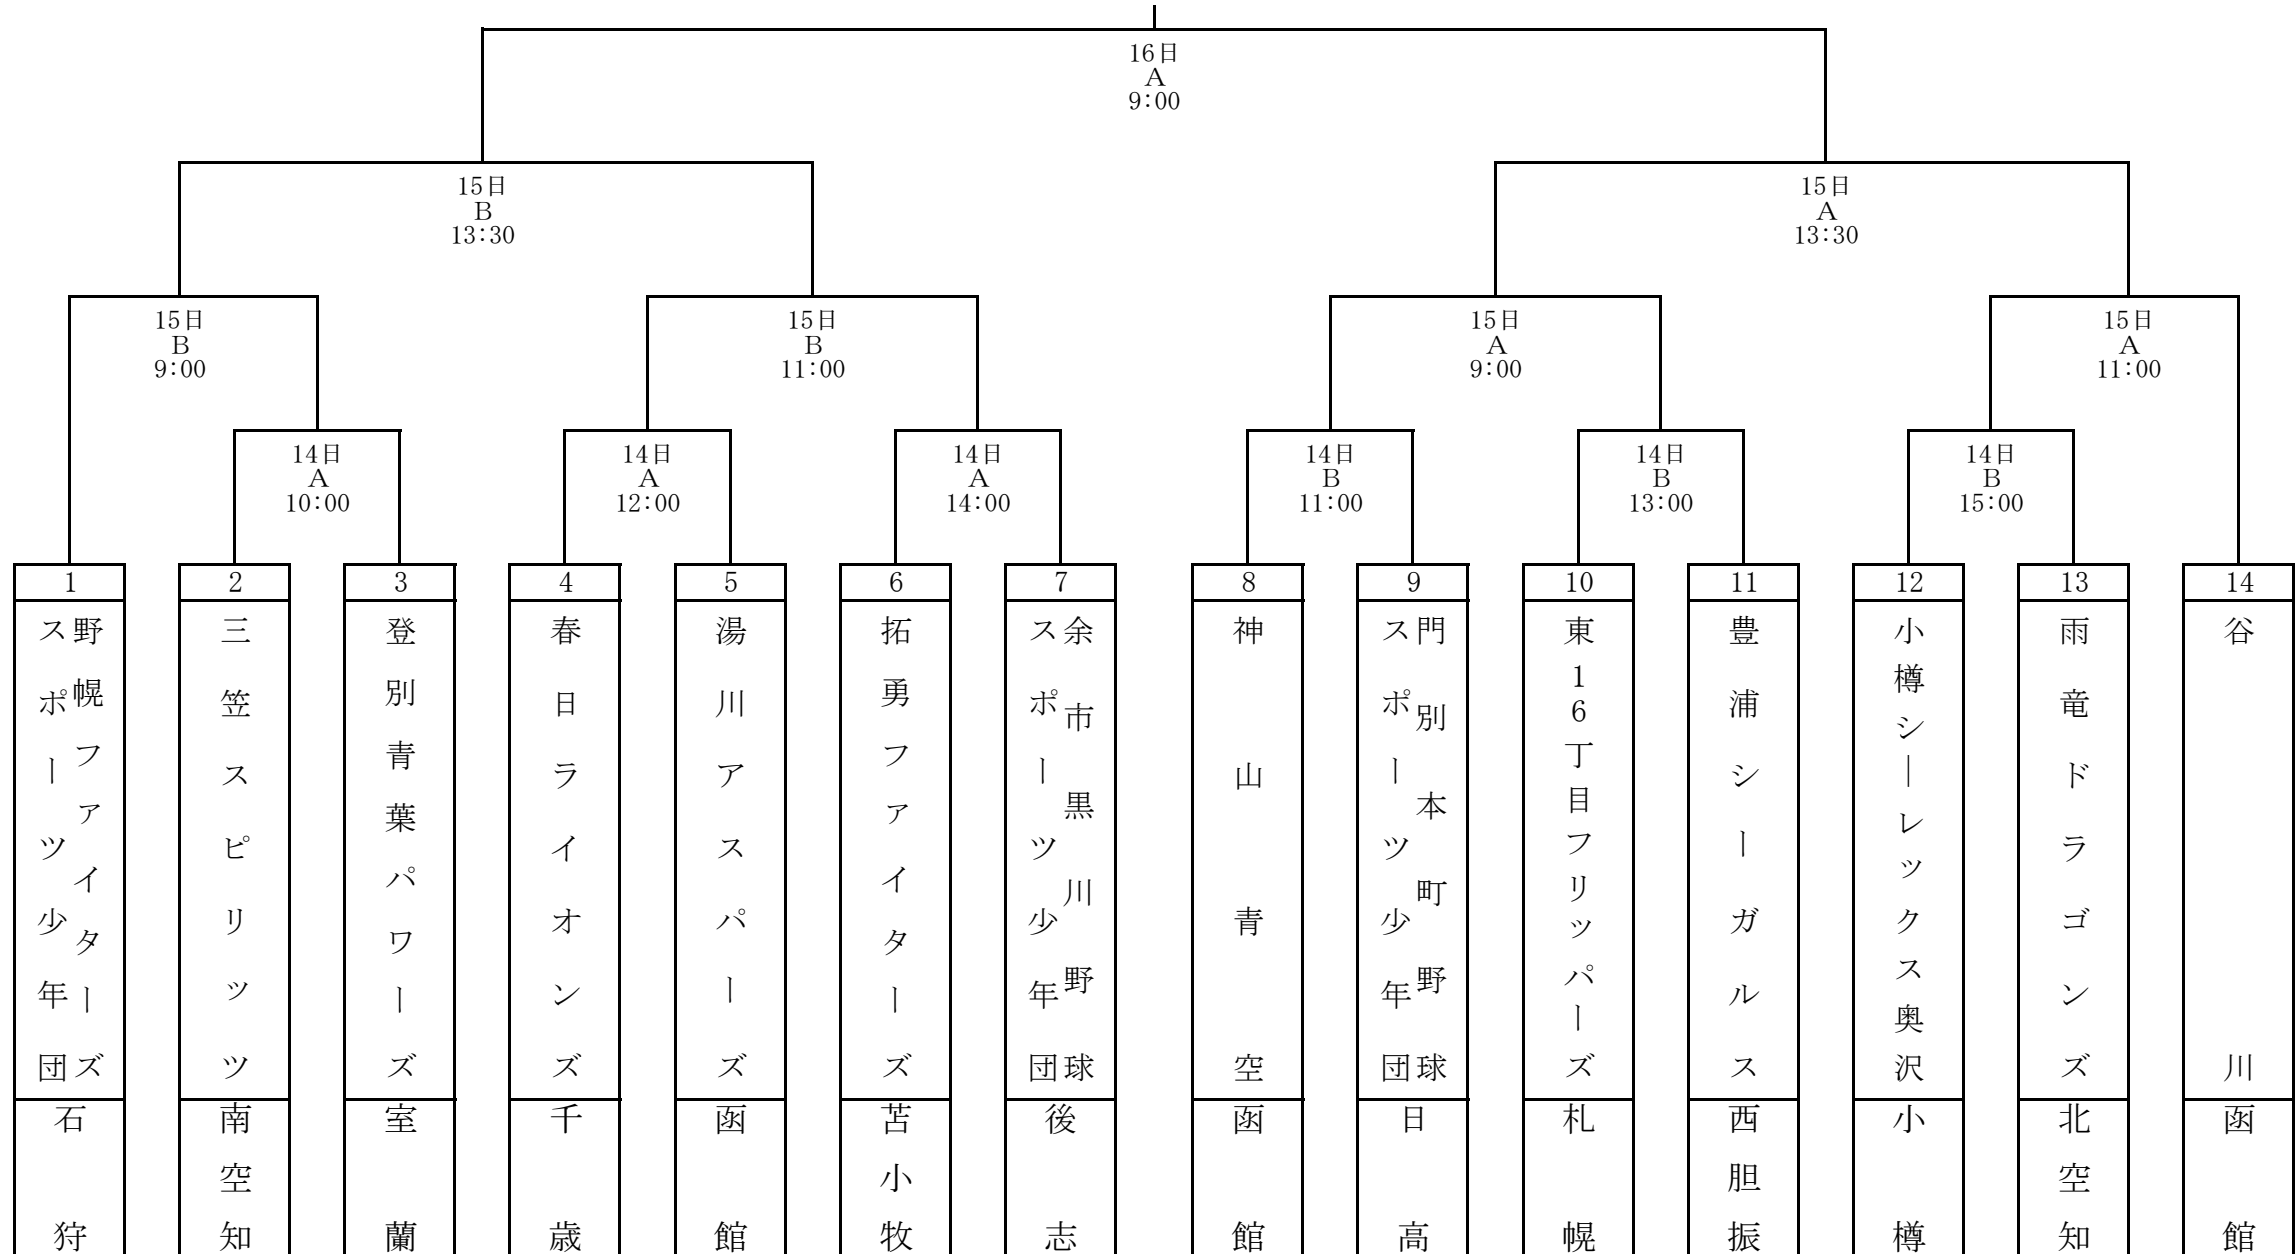 16日
A
9:00
15日
B
13:30
15日
A
13:30
15日
B
9:00
15日
B
11:00
15日
A
9:00
15日
A
11:00
14日
A
10:00
14日
A
12:00
14日
A
14:00
14日
B
11:00
14日
B
13:00
14日
B
15:00
1
野幌ファイターズ
スポーツ少年団
石狩
2
三笠スピリッツ
南空知
3
登別青葉パワーズ
室蘭
4
春日ライオンズ
千歳
5
湯川アスパーズ
函館
6
拓勇ファイターズ
苫小牧
7
余市黒川野球
スポーツ少年団
後志
8
神山青空
函館
9
門別本町野球
スポーツ少年団
日高
10
東16丁目フリッパーズ
札幌
11
豊浦シーガルス
西胆振
12
小樽シーレックス奥沢
小樽
13
雨竜ドラゴンズ
北空知
14
谷川
函館